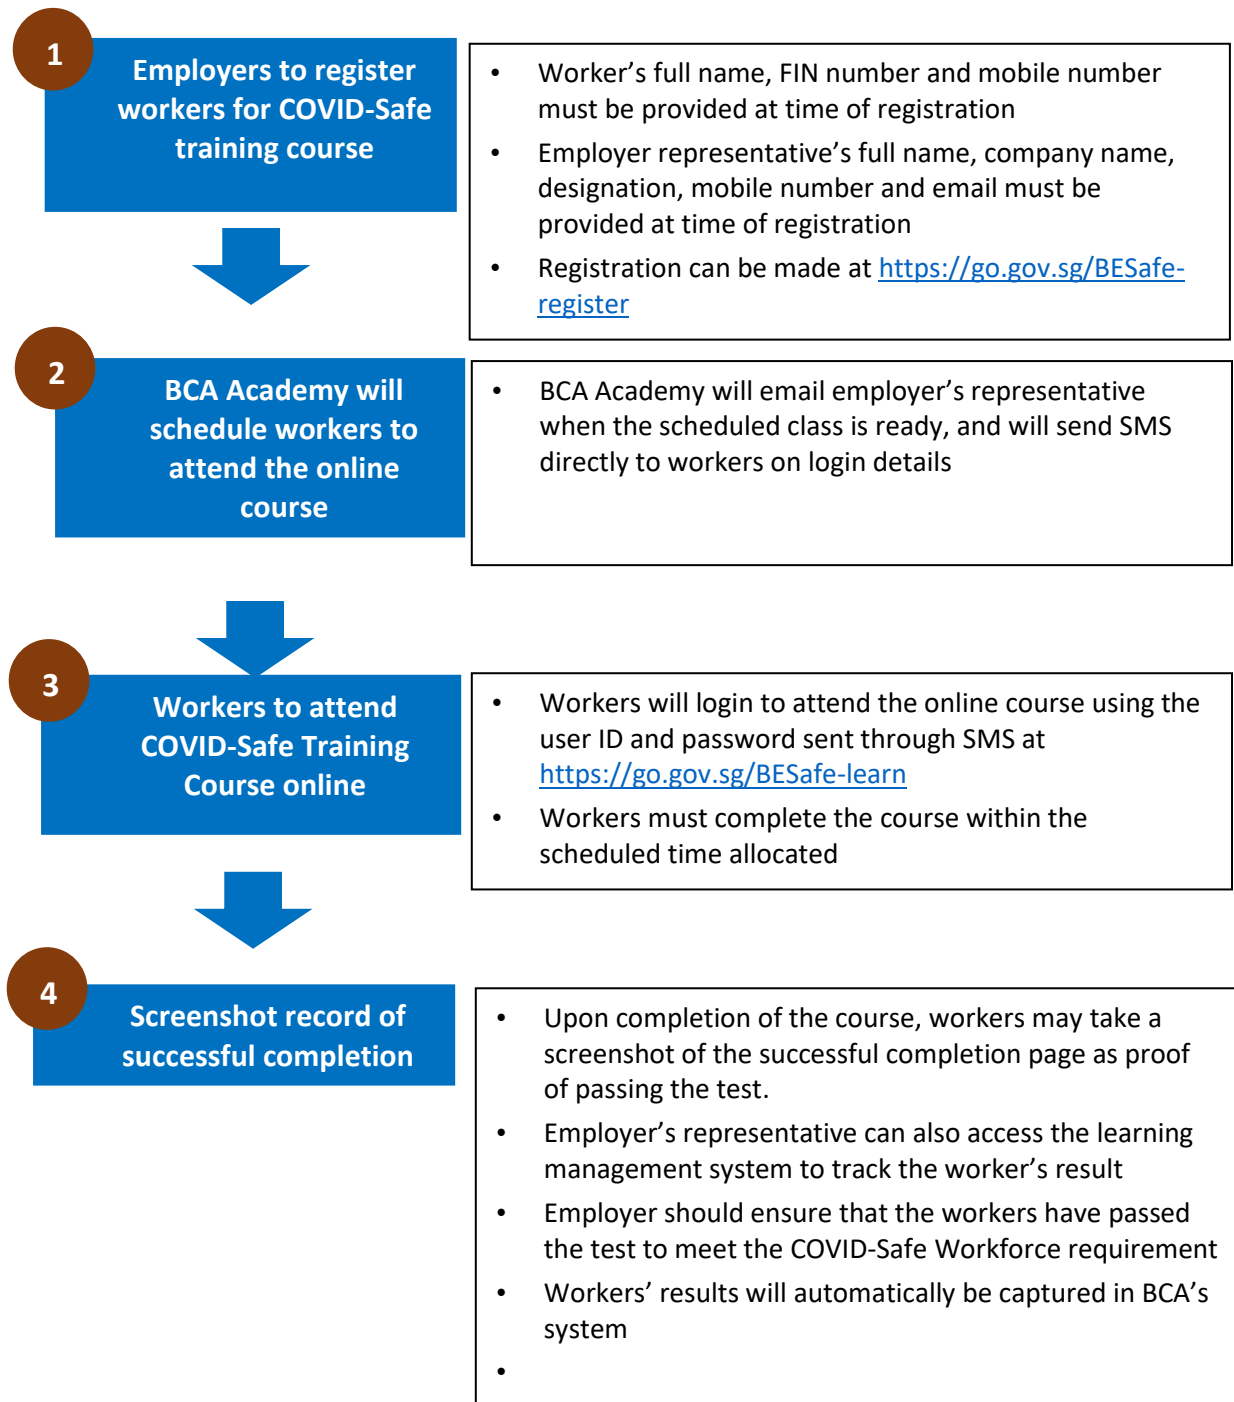 1
Employers to register
workers for COVID-Safe
training course
• Worker’s full name, FIN number and mobile number
must be provided at time of registration
• Employer representative’s full name, company name,
designation, mobile number and email must be
provided at time of registration
• Registration can be made at https://go.gov.sg/BESafe-
register
2
BCA Academy will
schedule workers to
attend the online
course
• BCA Academy will email employer’s representative
when the scheduled class is ready, and will send SMS
directly to workers on login details
3
Workers to attend
COVID-Safe Training
Course online
• Workers will login to attend the online course using the
user ID and password sent through SMS at
https://go.gov.sg/BESafe-learn
• Workers must complete the course within the
scheduled time allocated
4
Screenshot record of
successful completion
• Upon completion of the course, workers may take a
screenshot of the successful completion page as proof
of passing the test.
• Employer’s representative can also access the learning
management system to track the worker’s result
• Employer should ensure that the workers have passed
the test to meet the COVID-Safe Workforce requirement
• Workers’ results will automatically be captured in BCA’s
system
•